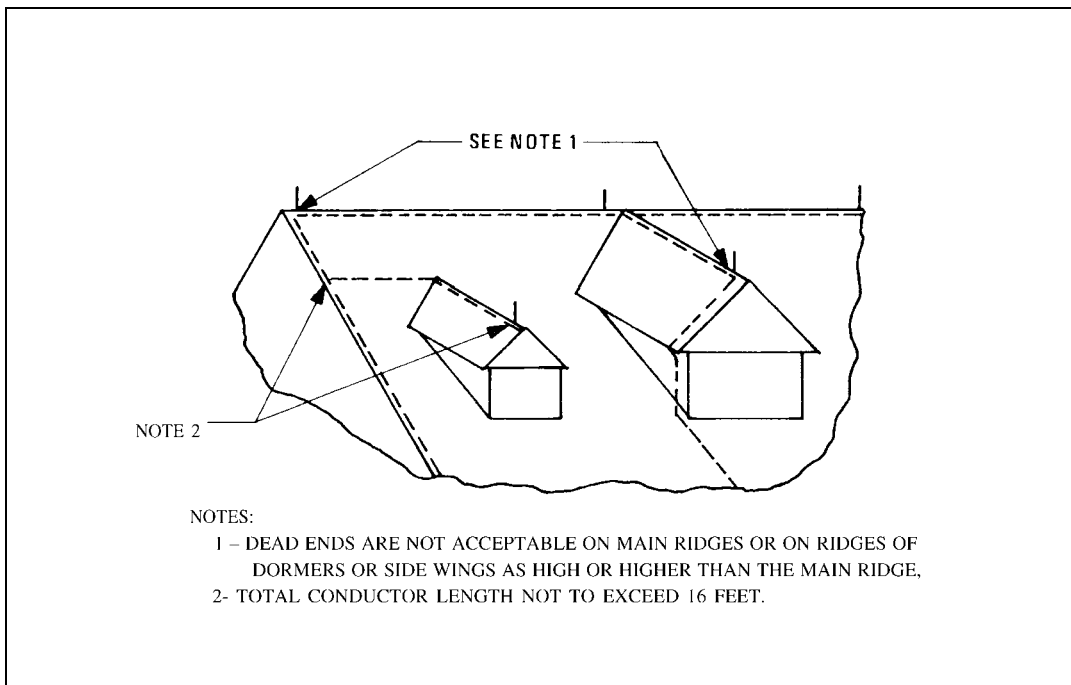 SEE NOTE 1
NOTE 2
NOTES:
1 – DEAD ENDS ARE NOT ACCEPTABLE ON MAIN RIDGES OR ON RIDGES OF
DORMERS OR SIDE WINGS AS HIGH OR HIGHER THAN THE MAIN RIDGE,
2- TOTAL CONDUCTOR LENGTH NOT TO EXCEED 16 FEET.